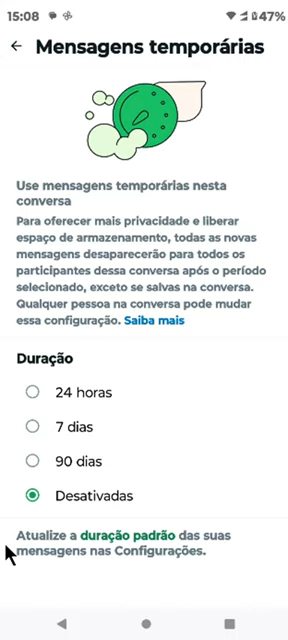 15:08 47%
Mensagens temporárias
Use mensagens temporárias nesta
conversa
Para oferecer mais privacidade e liberar
espaço de armazenamento, todas as novas
mensagens desaparecerão para todos os
participantes dessa conversa após o período
selecionado, exceto se salvas na conversa.
Qualquer pessoa na conversa pode mudar
essa configuração. Saiba mais
Duração
24 horas
7 dias
90 dias
Desativadas
Atualize a duração padrão das suas
mensagens nas Configurações.